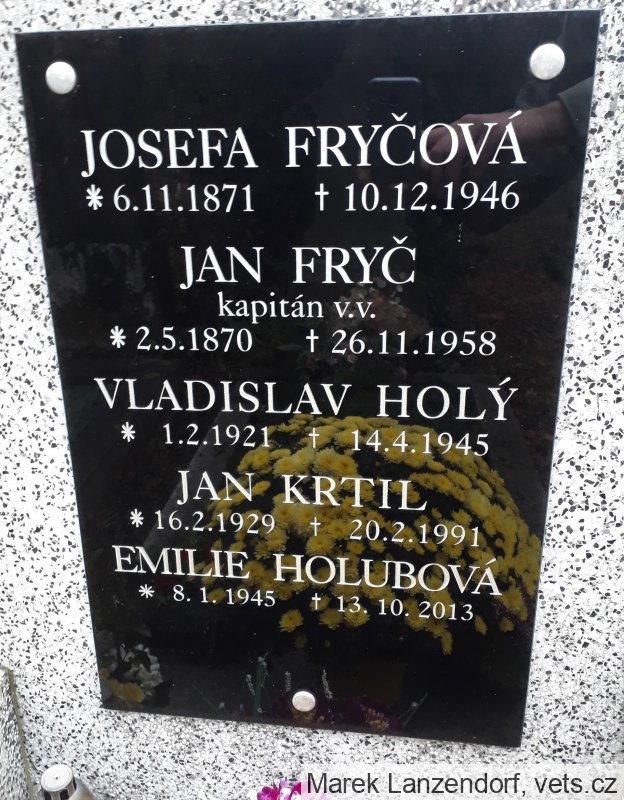 JOSEFA FRYČOVÁ
* 6.11.1871 † 10.12.1946
JAN FRYČ
kapitán v.v.
* 2.5.1870 † 26.11.1958
VLADISLAV HOLÝ
* 1.2.1921 † 14.4.1945
JAN KRTIL
* 16.2.1929 † 20.2.1991
EMILIE HOLUBOVÁ
* 8. 1. 1945 † 13. 10. 2013
Marek Lanzendorf, vets.cz